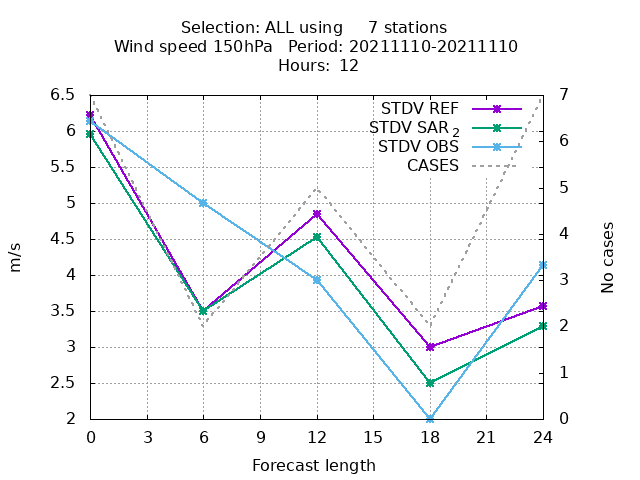 Selection: ALL using     7 stations
Wind speed 150hPa   Period: 20211110-20211110
Hours: 12
STDV REF
STDV SAR 2
STDV OBS
CASES
6.5
6
5.5
5
4.5
4
3.5
3
2.5
2
m/s
7
6
5
4
3
2
1
0
No cases
0 3 6 9 12 15 18 21 24
Forecast length